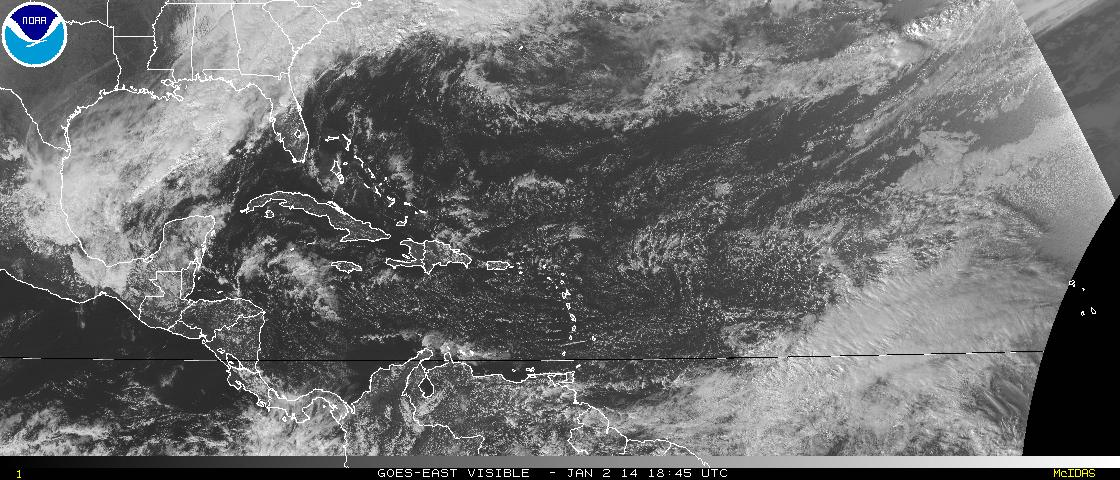 NOAA
1 GOES-EAST VISIBLE - JAN 2 14 18:45 UTC McIDAS